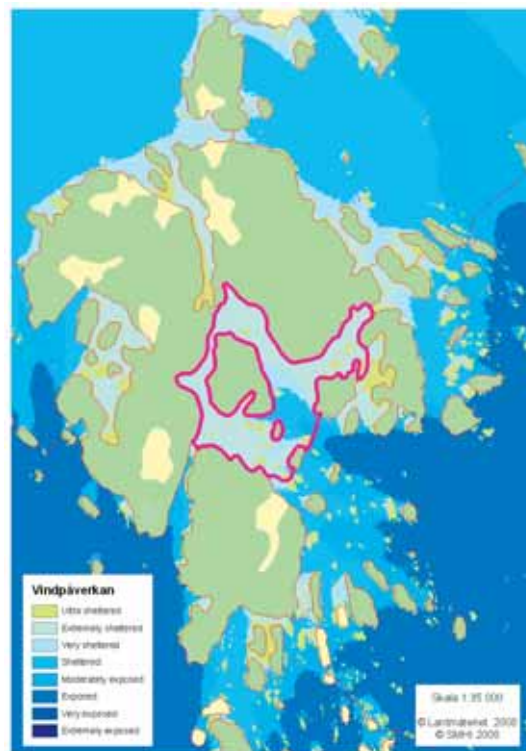 Vindpåverkan
Ultra sheltered
Extremely sheltered
Very sheltered
Sheltered
Moderately exposed
Exposed
Very exposed
Extremely exposed
Skala 1:35 000
© Lantmäteriet 2008
© SMHI 2008